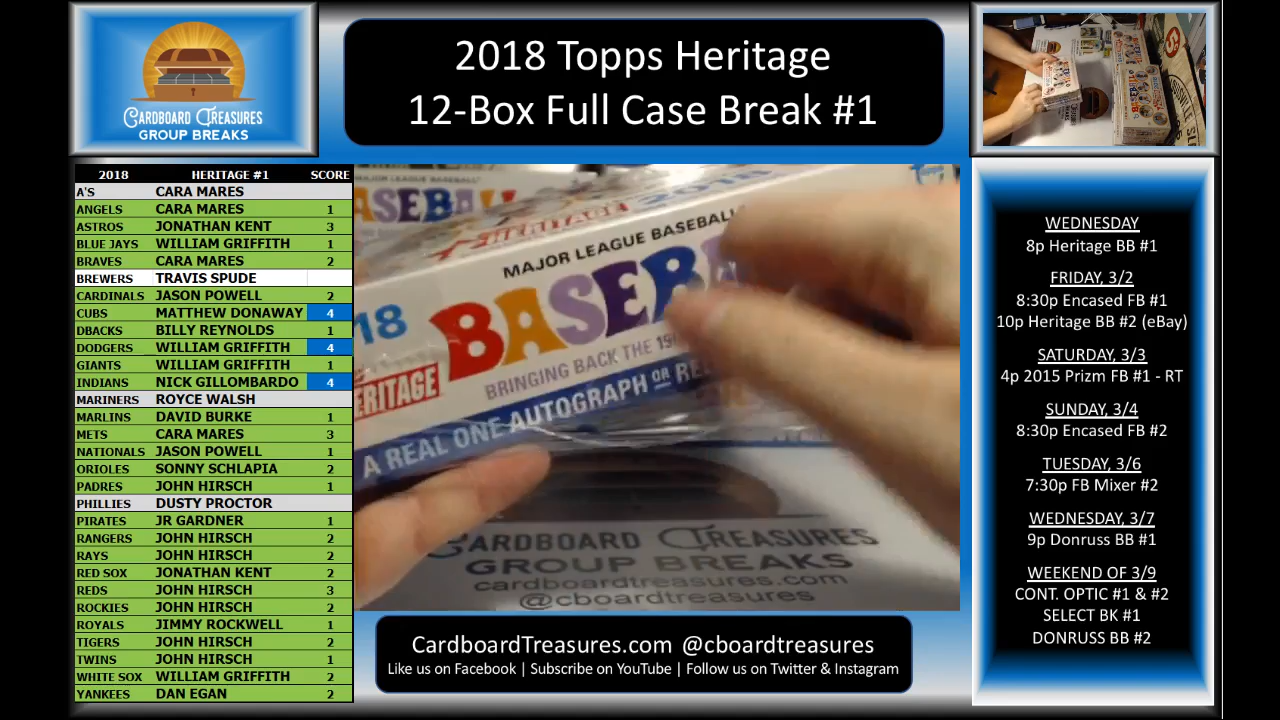 CARDBOARD TREASURES
GROUP BREAKS
2018 Topps Heritage
12-Box Full Case Break #1
2018 HERITAGE #1 SCORE
A'S CARA MARES
ANGELS CARA MARES 1
ASTROS JONATHAN KENT 3
BLUE JAYS WILLIAM GRIFFITH 1
BRAVES CARA MARES 2
BREWERS TRAVIS SPUDE
CARDINALS JASON POWELL 2
CUBS MATTHEW DONAWAY 4
DBACKS BILLY REYNOLDS 1
DODGERS WILLIAM GRIFFITH 4
GIANTS WILLIAM GRIFFITH 1
INDIANS NICK GILLOMBARDO 4
MARINERS ROYCE WALSH
MARLINS DAVID BURKE 1
METS CARA MARES 3
NATIONALS JASON POWELL 1
ORIOLES SONNY SCHLAPIA 2
PADRES JOHN HIRSCH 1
PHILLIES DUSTY PROCTOR
PIRATES JR GARDNER 1
RANGERS JOHN HIRSCH 2
RAYS JOHN HIRSCH 2
RED SOX JONATHAN KENT 2
REDS JOHN HIRSCH 3
ROCKIES JOHN HIRSCH 2
ROYALS JIMMY ROCKWELL 1
TIGERS JOHN HIRSCH 2
TWINS JOHN HIRSCH 1
WHITE SOX WILLIAM GRIFFITH 2
YANKEES DAN EGAN 2
MAJOR LEAGUE BASEBALL
BASEBALL
HERITAGE 2018
MAJOR LEAGUE BASEBALL
18 BASEB
BRINGING BACK THE
HERITAGE
A REAL ONE AUTOGRAPH OR RE
CARDBOARD TREASURES
GROUP BREAKS
cardboardtreasures.com
@cboardtreasures
CardboardTreasures.com @cboardtreasures
Like us on Facebook | Subscribe on YouTube | Follow us on Twitter & Instagram
WEDNESDAY
8p Heritage BB #1
FRIDAY, 3/2
8:30p Encased FB #1
10p Heritage BB #2 (eBay)
SATURDAY, 3/3
4p 2015 Prizm FB #1 - RT
SUNDAY, 3/4
8:30p Encased FB #2
TUESDAY, 3/6
7:30p FB Mixer #2
WEDNESDAY, 3/7
9p Donruss BB #1
WEEKEND OF 3/9
CONT. OPTIC #1 & #2
SELECT BK #1
DONRUSS BB #2